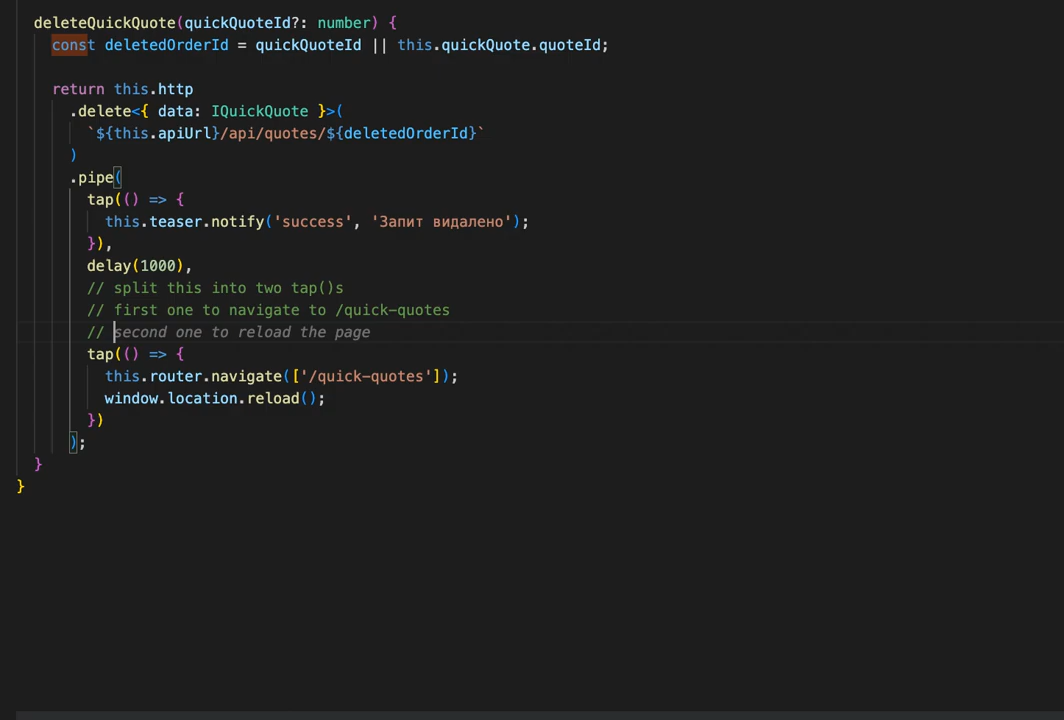 deleteQuickQuote(quickQuoteId?: number) {
const deletedOrderId = quickQuoteId || this.quickQuote.quoteId;
return this.http
.delete<{ data: IQuickQuote }>(
`${this.apiUrl}/api/quotes/${deletedOrderId}`
)
.pipe(
tap(() => {
this.teaser.notify('success', 'Запит видалено');
}),
delay(1000),
// split this into two tap()s
// first one to navigate to /quick-quotes
// second one to reload the page
tap(() => {
this.router.navigate(['/quick-quotes']);
window.location.reload();
})
);
}
}